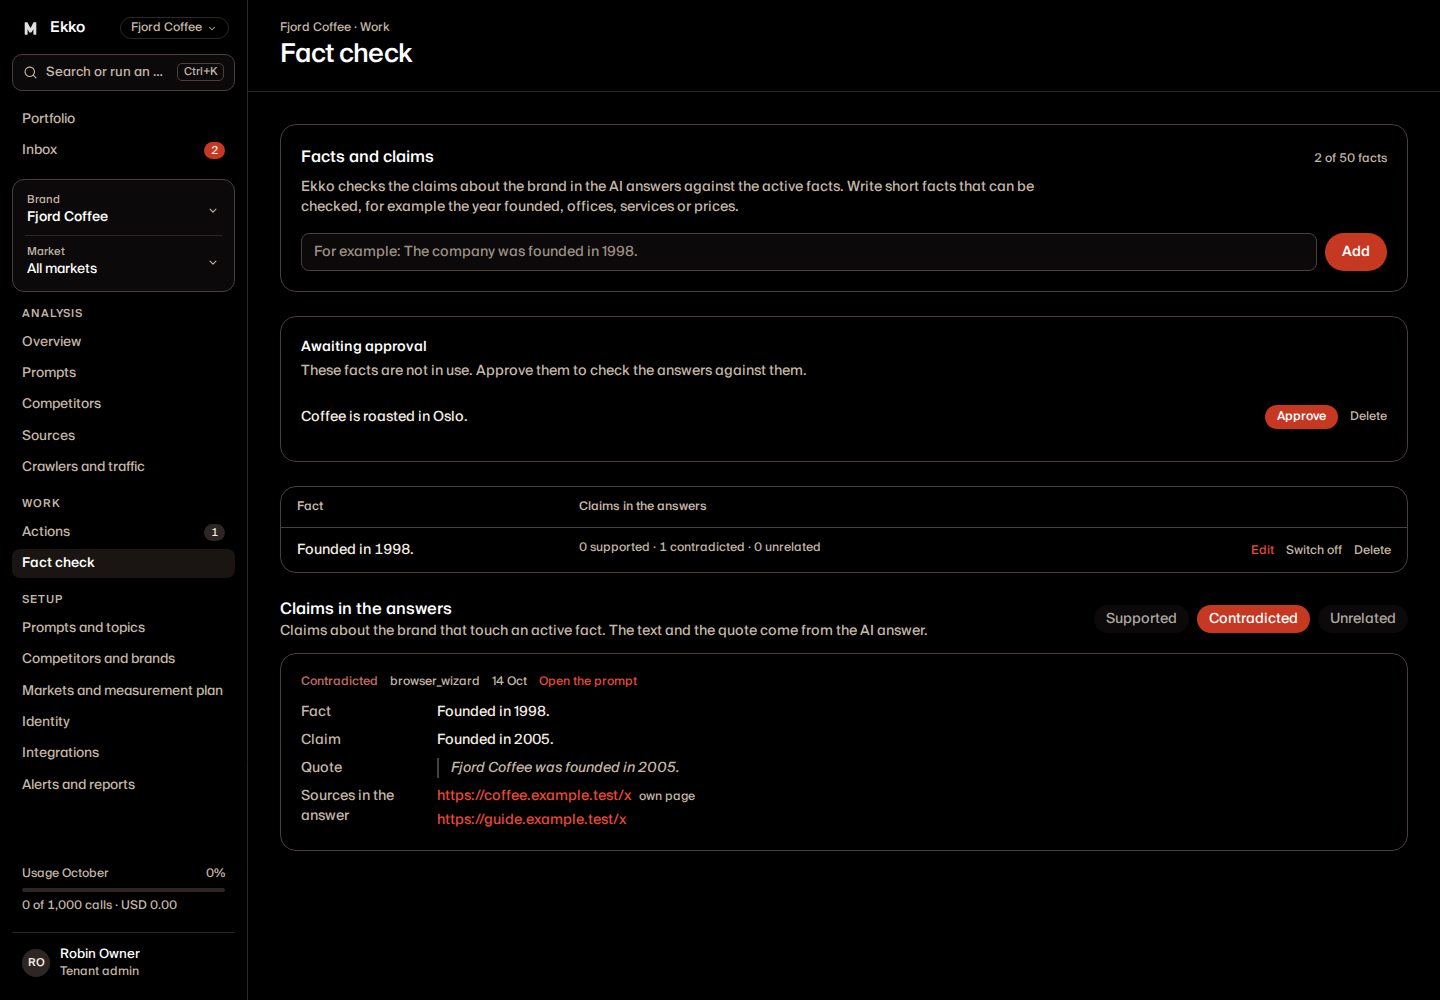 Ekko
Fjord Coffee
Search or run an ...
Ctrl+K
Portfolio
Inbox
2
Brand
Fjord Coffee
Market
All markets
ANALYSIS
Overview
Prompts
Competitors
Sources
Crawlers and traffic
WORK
Actions
1
Fact check
SETUP
Prompts and topics
Competitors and brands
Markets and measurement plan
Identity
Integrations
Alerts and reports
Usage October
0%
0 of 1,000 calls · USD 0.00
RO
Robin Owner
Tenant admin
Fjord Coffee · Work
Fact check
Facts and claims
2 of 50 facts
Ekko checks the claims about the brand in the AI answers against the active facts. Write short facts that can be
checked, for example the year founded, offices, services or prices.
For example: The company was founded in 1998.
Add
Awaiting approval
These facts are not in use. Approve them to check the answers against them.
Coffee is roasted in Oslo.
Approve
Delete
Fact
Claims in the answers
Founded in 1998.
0 supported · 1 contradicted · 0 unrelated
Edit
Switch off
Delete
Claims in the answers
Claims about the brand that touch an active fact. The text and the quote come from the AI answer.
Supported
Contradicted
Unrelated
Contradicted
browser_wizard
14 Oct
Open the prompt
Fact
Founded in 1998.
Claim
Founded in 2005.
Quote
Fjord Coffee was founded in 2005.
Sources in the
answer
https://coffee.example.test/x own page
https://guide.example.test/x